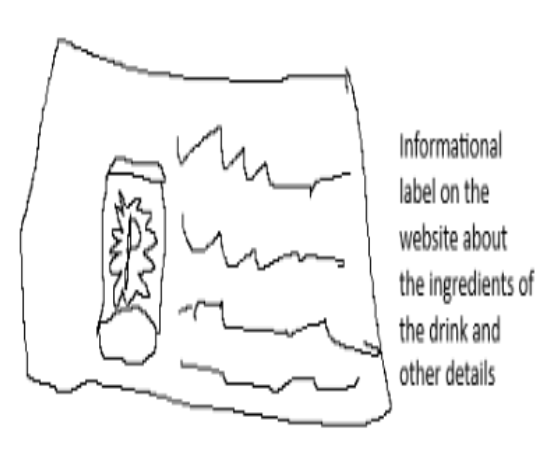 Informational
label on the
website about
the ingredients of
the drink and
other details